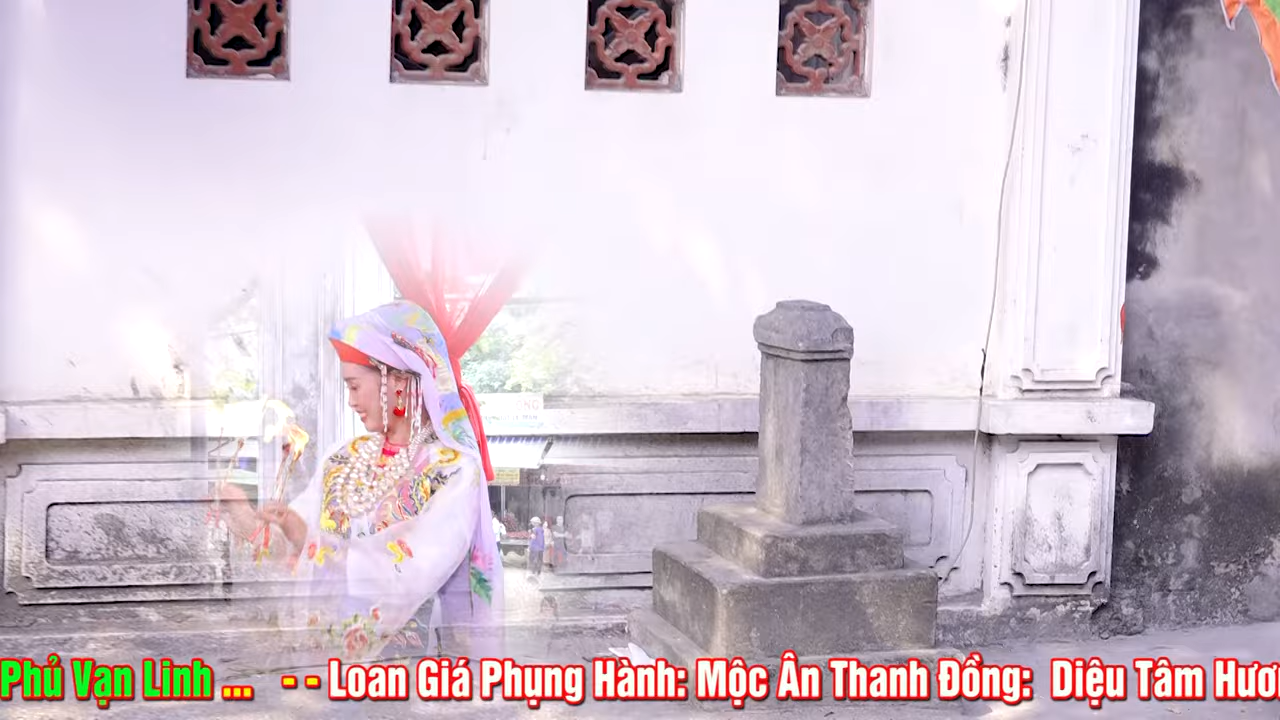 Phủ Vạn Linh ... - - Loan Giá Phụng Hành: Mộc Ân Thanh Đồng: Diệu Tâm